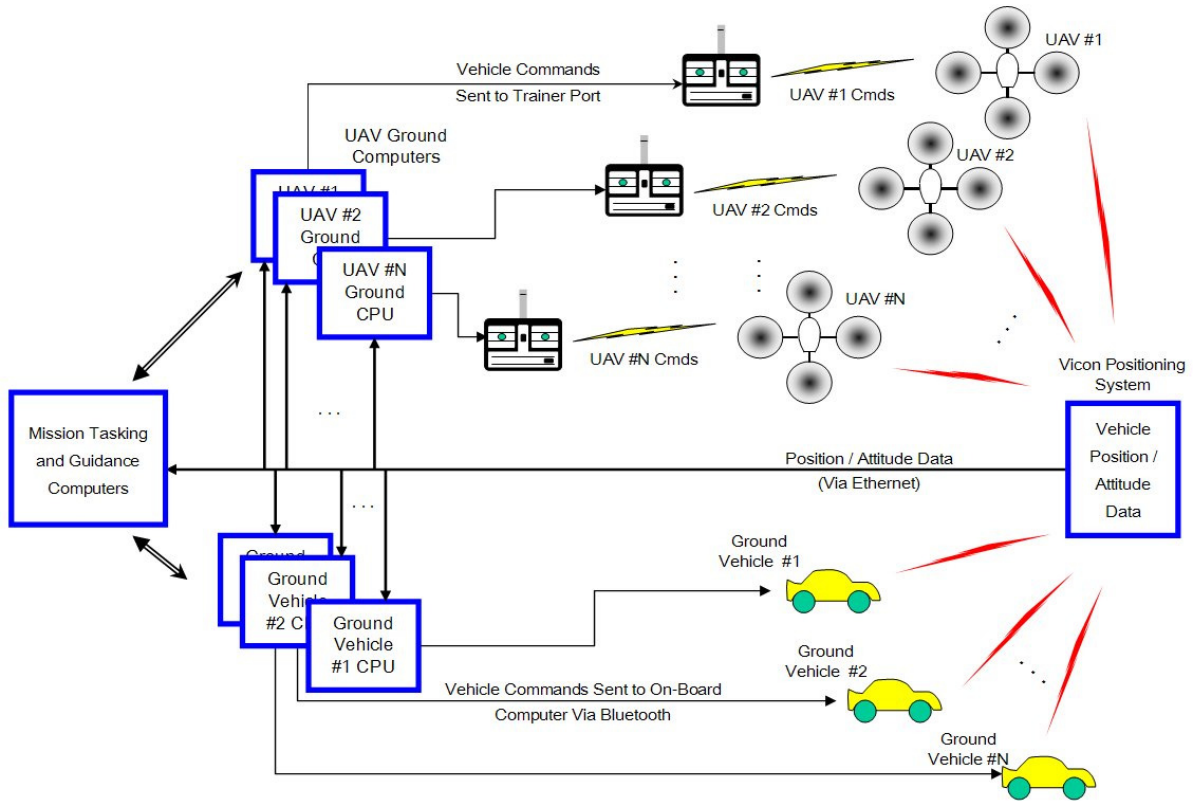 Vehicle Commands
Sent to Trainer Port
UAV #1 Cmds
UAV #1
UAV Ground
Computers
UAV #1
UAV #2
Ground
UAV #2 Cmds
UAV #2
UAV #N
Ground
CPU
UAV #N Cmds
UAV #N
Vicon Positioning
System
Mission Tasking
and Guidance
Computers
Position / Attitude Data
(Via Ethernet)
Vehicle
Position /
Attitude
Data
Ground
Ground
Vehicle
#2 C
Ground
Vehicle
#1 CPU
Ground
Vehicle #1
Ground
Vehicle #2
Vehicle Commands Sent to On-Board
Computer Via Bluetooth
Ground
Vehicle #N